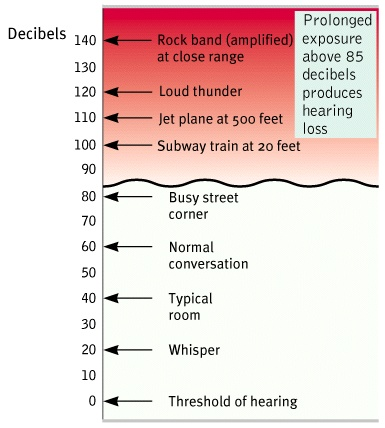 Decibels
Prolonged
exposure
above 85
decibels
produces
hearing
loss
140 Rock band (amplified)
at close range
130
120 Loud thunder
110 Jet plane at 500 feet
100 Subway train at 20 feet
90
80 Busy street
corner
70
60 Normal
conversation
50
40 Typical
room
30
20 Whisper
10
0 Threshold of hearing